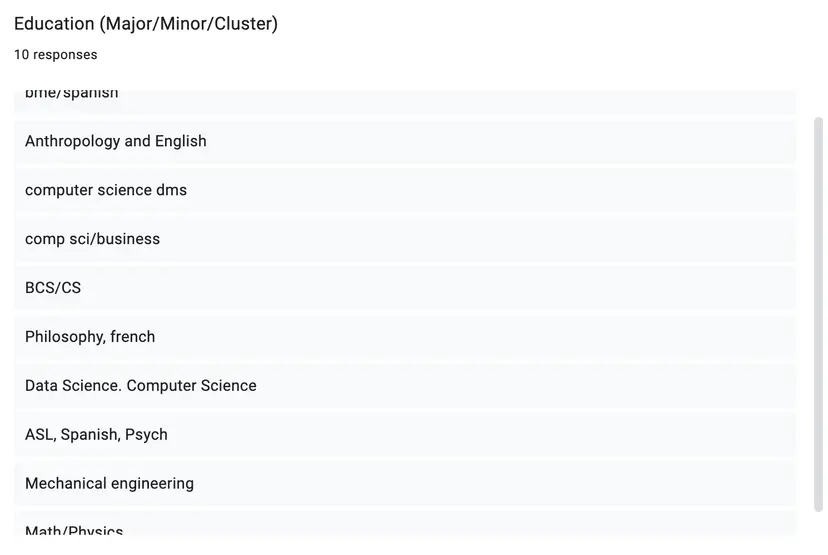 Education (Major/Minor/Cluster)
10 responses
bme/spanish
Anthropology and English
computer science dms
comp sci/business
BCS/CS
Philosophy, french
Data Science. Computer Science
ASL, Spanish, Psych
Mechanical engineering
Math/Physics